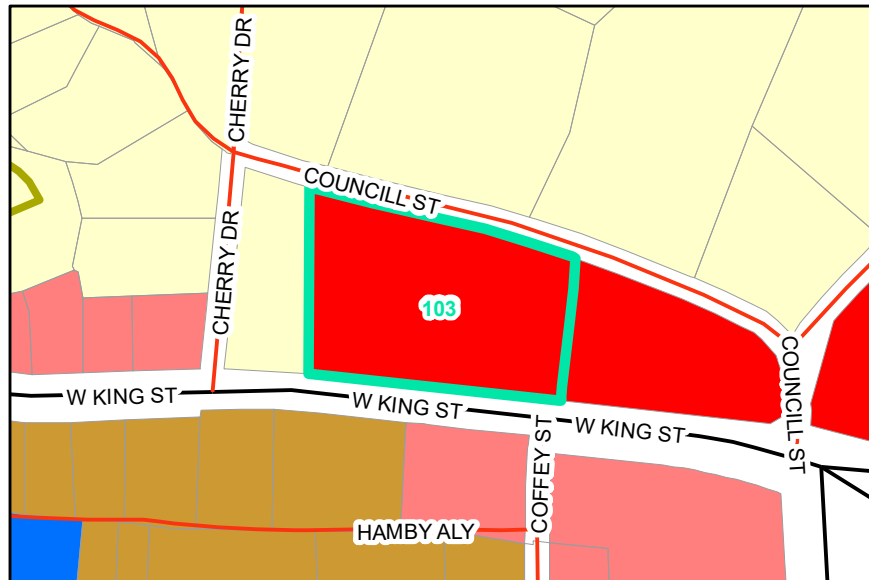 CHERRY DR
COUNCILL ST
CHERRY DR
103
W KING ST
W KING ST
W KING ST
COUNCILL ST
COFFEY ST
HAMBY ALY